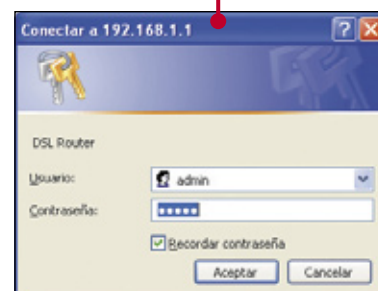 Conectar a 192.168.1.1
DSL Router
Usuario:
admin
Contraseña:
•••••
Recordar contraseña
Aceptar
Cancelar